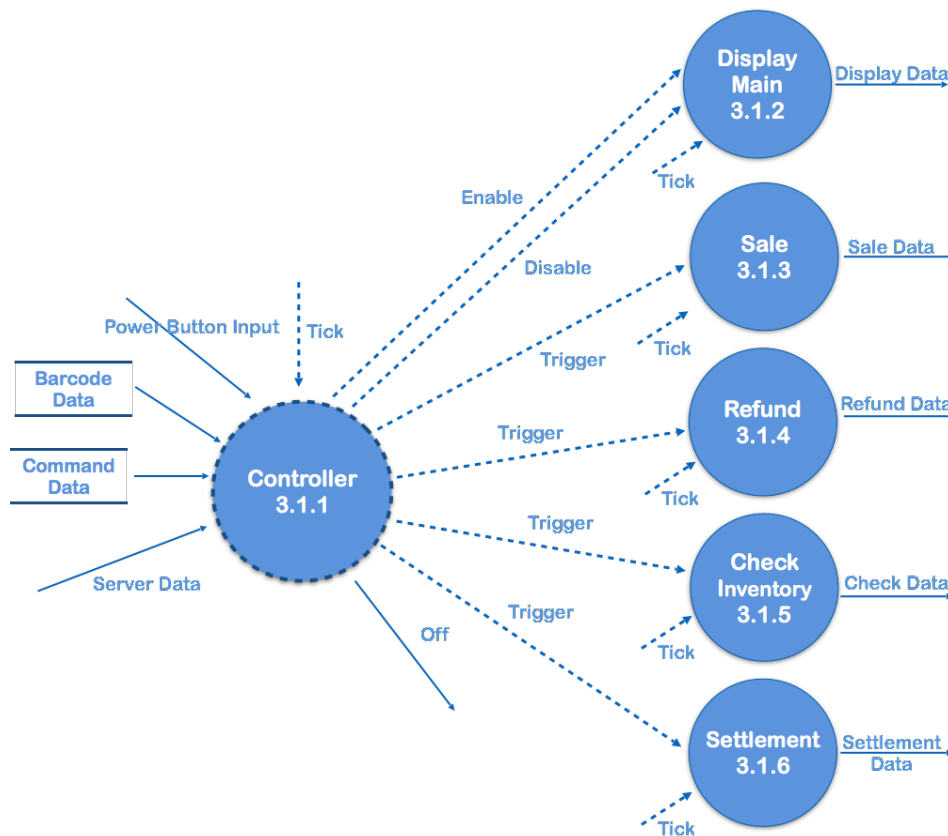 Display
Main
3.1.2
Display Data
Tick
Enable
Sale
3.1.3
Sale Data
Disable
Power Button Input
Tick
Tick
Trigger
Barcode
Data
Refund
3.1.4
Refund Data
Trigger
Command
Data
Controller
3.1.1
Tick
Trigger
Check
Inventory
3.1.5
Check Data
Server Data
Trigger
Off
Tick
Settlement
3.1.6
Settlement
Data
Tick